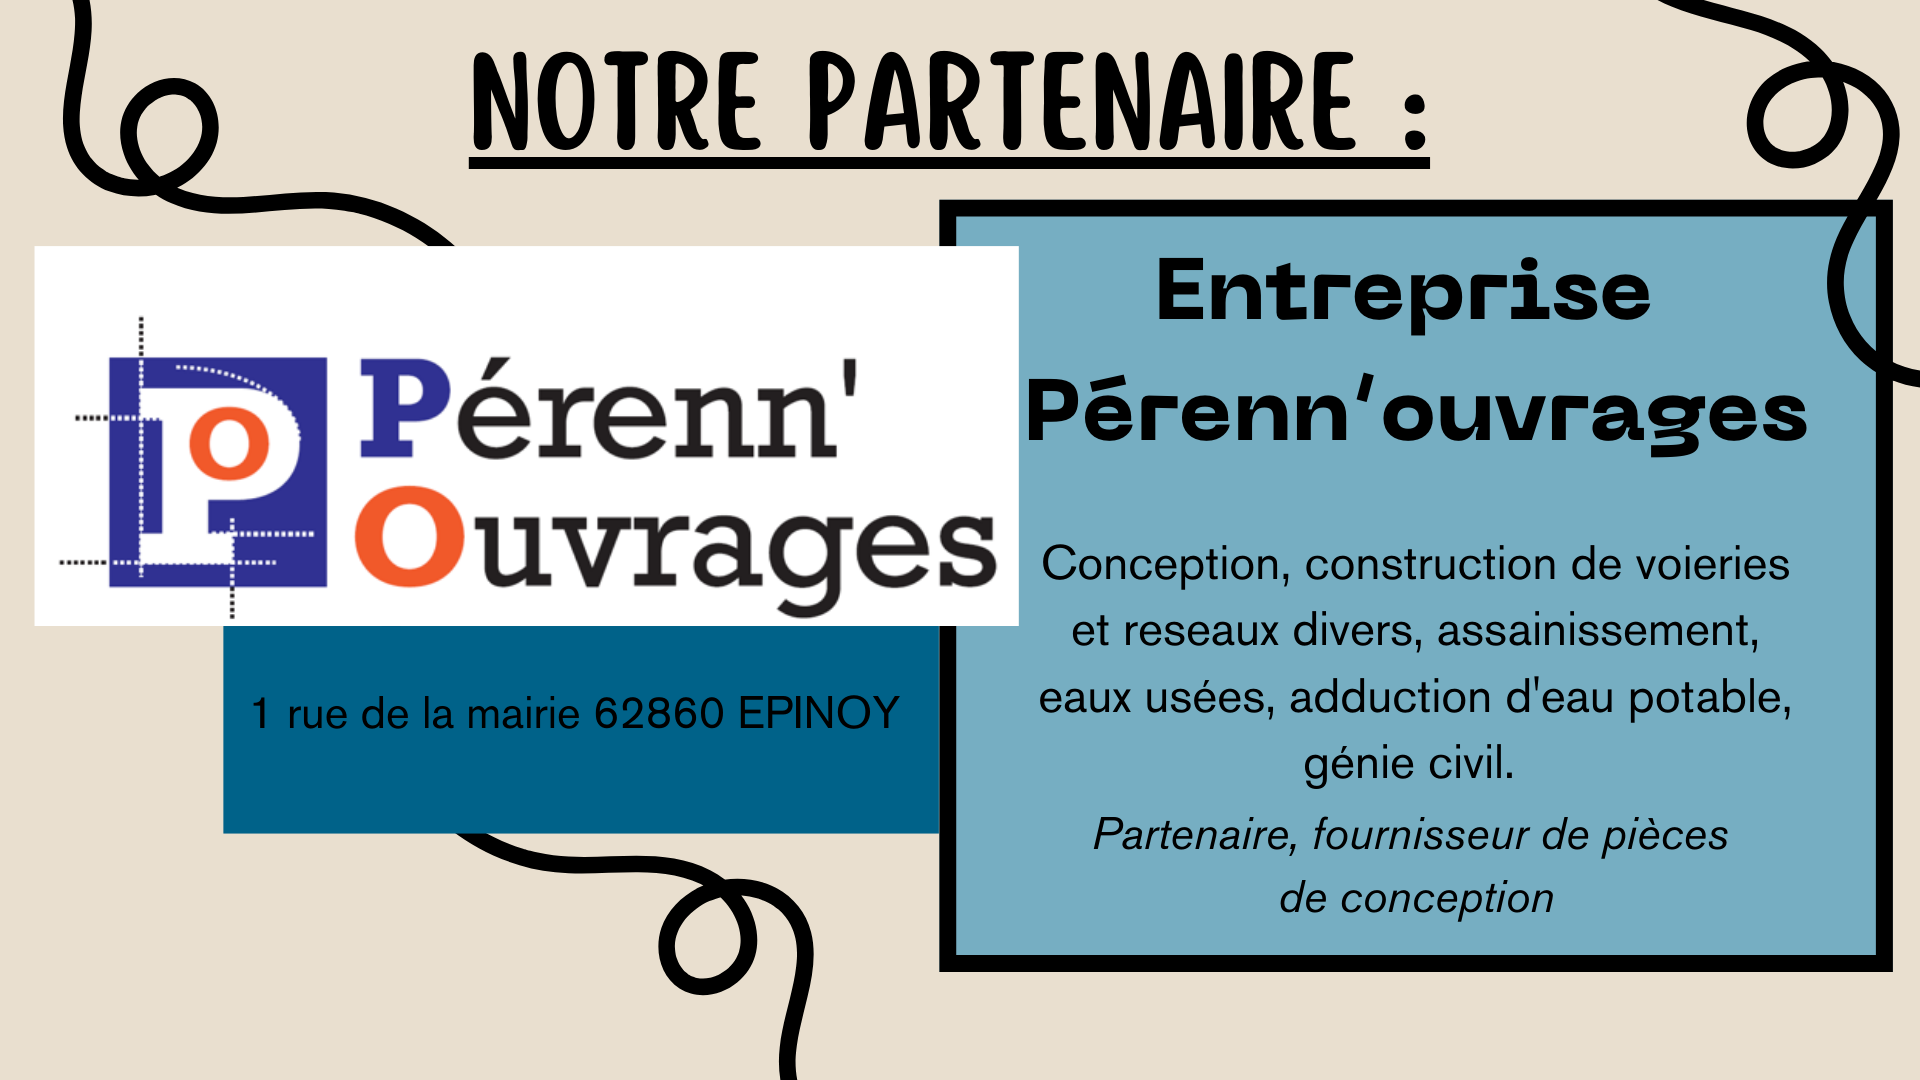 NOTRE PARTENAIRE :
PO
Pérenn'
Ouvrages
1 rue de la mairie 62860 EPINOY
Entreprise
Pérenn'ouvrages
Conception, construction de voieries
et reseaux divers, assainissement,
eaux usées, adduction d'eau potable,
génie civil.
Partenaire, fournisseur de pièces
de conception